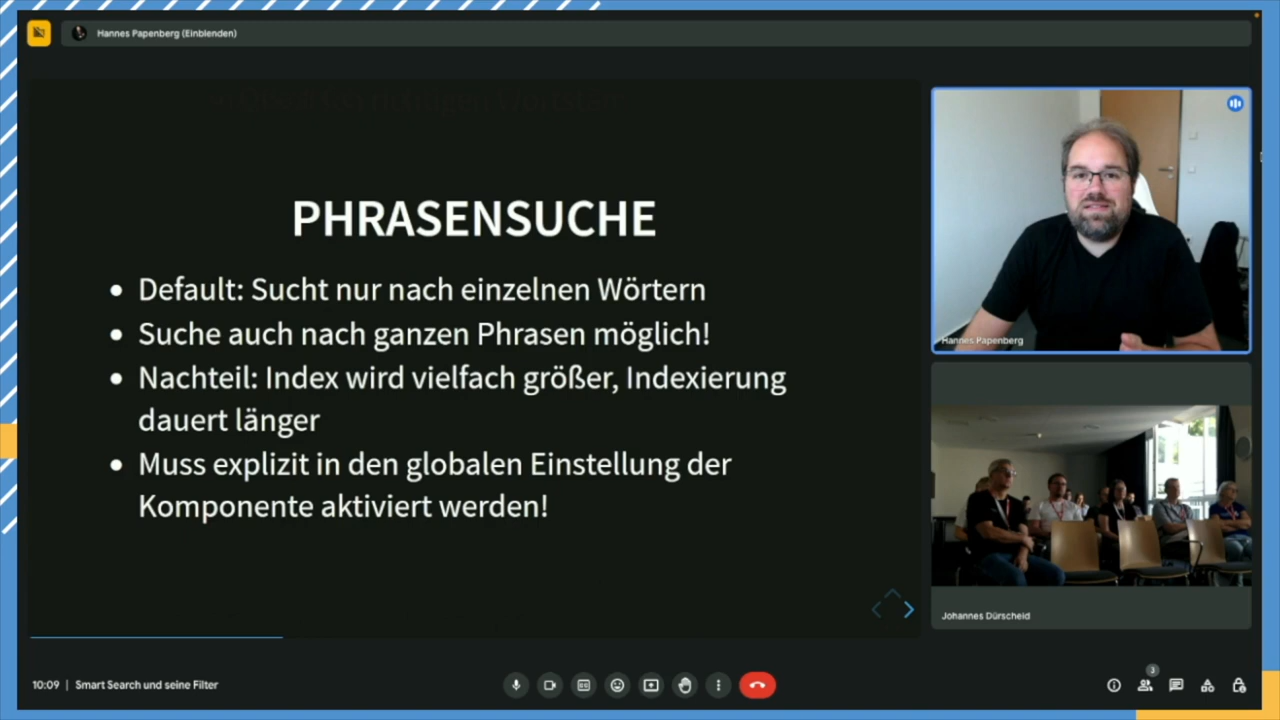 Hannes Papenberg (Einblenden)
PHRASENSUCHE
Default: Sucht nur nach einzelnen Wörtern
Suche auch nach ganzen Phrasen möglich!
Nachteil: Index wird vielfach größer, Indexierung
dauert länger
Muss explizit in den globalen Einstellung der
Komponente aktiviert werden!
Hannes Papenberg
Johannes Dürscheid
10:09 | Smart Search und seine Filter
3